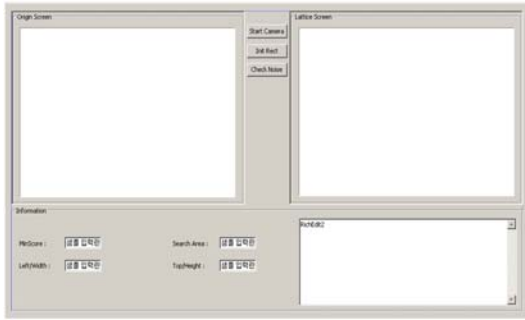 Origin Screen
Lattice Screen
Start Camera
Init Rect
Check Noise
Information
MinScore :
샘플 입력란
Search Area :
샘플 입력란
Left/Width :
샘플 입력란
Top/Height :
샘플 입력란
RichEdit2